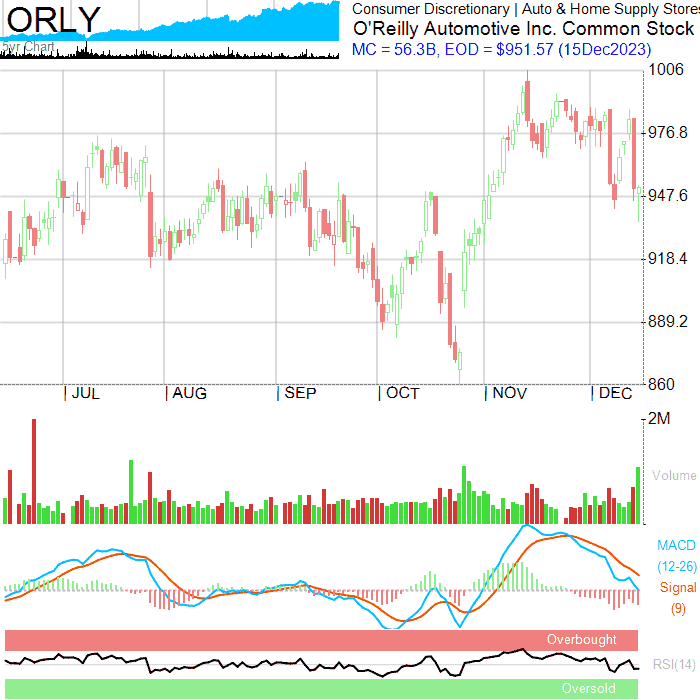 ORLY
5yr Chart
Consumer Discretionary | Auto & Home Supply Stores
O'Reilly Automotive Inc. Common Stock
MC = 56.3B, EOD = $951.57 (15Dec2023)
1006
976.8
947.6
918.4
889.2
860
| JUL | AUG | SEP | OCT | NOV | DEC
2M
Volume
MACD
(12-26)
Signal
(9)
Overbought
RSI(14)
Oversold